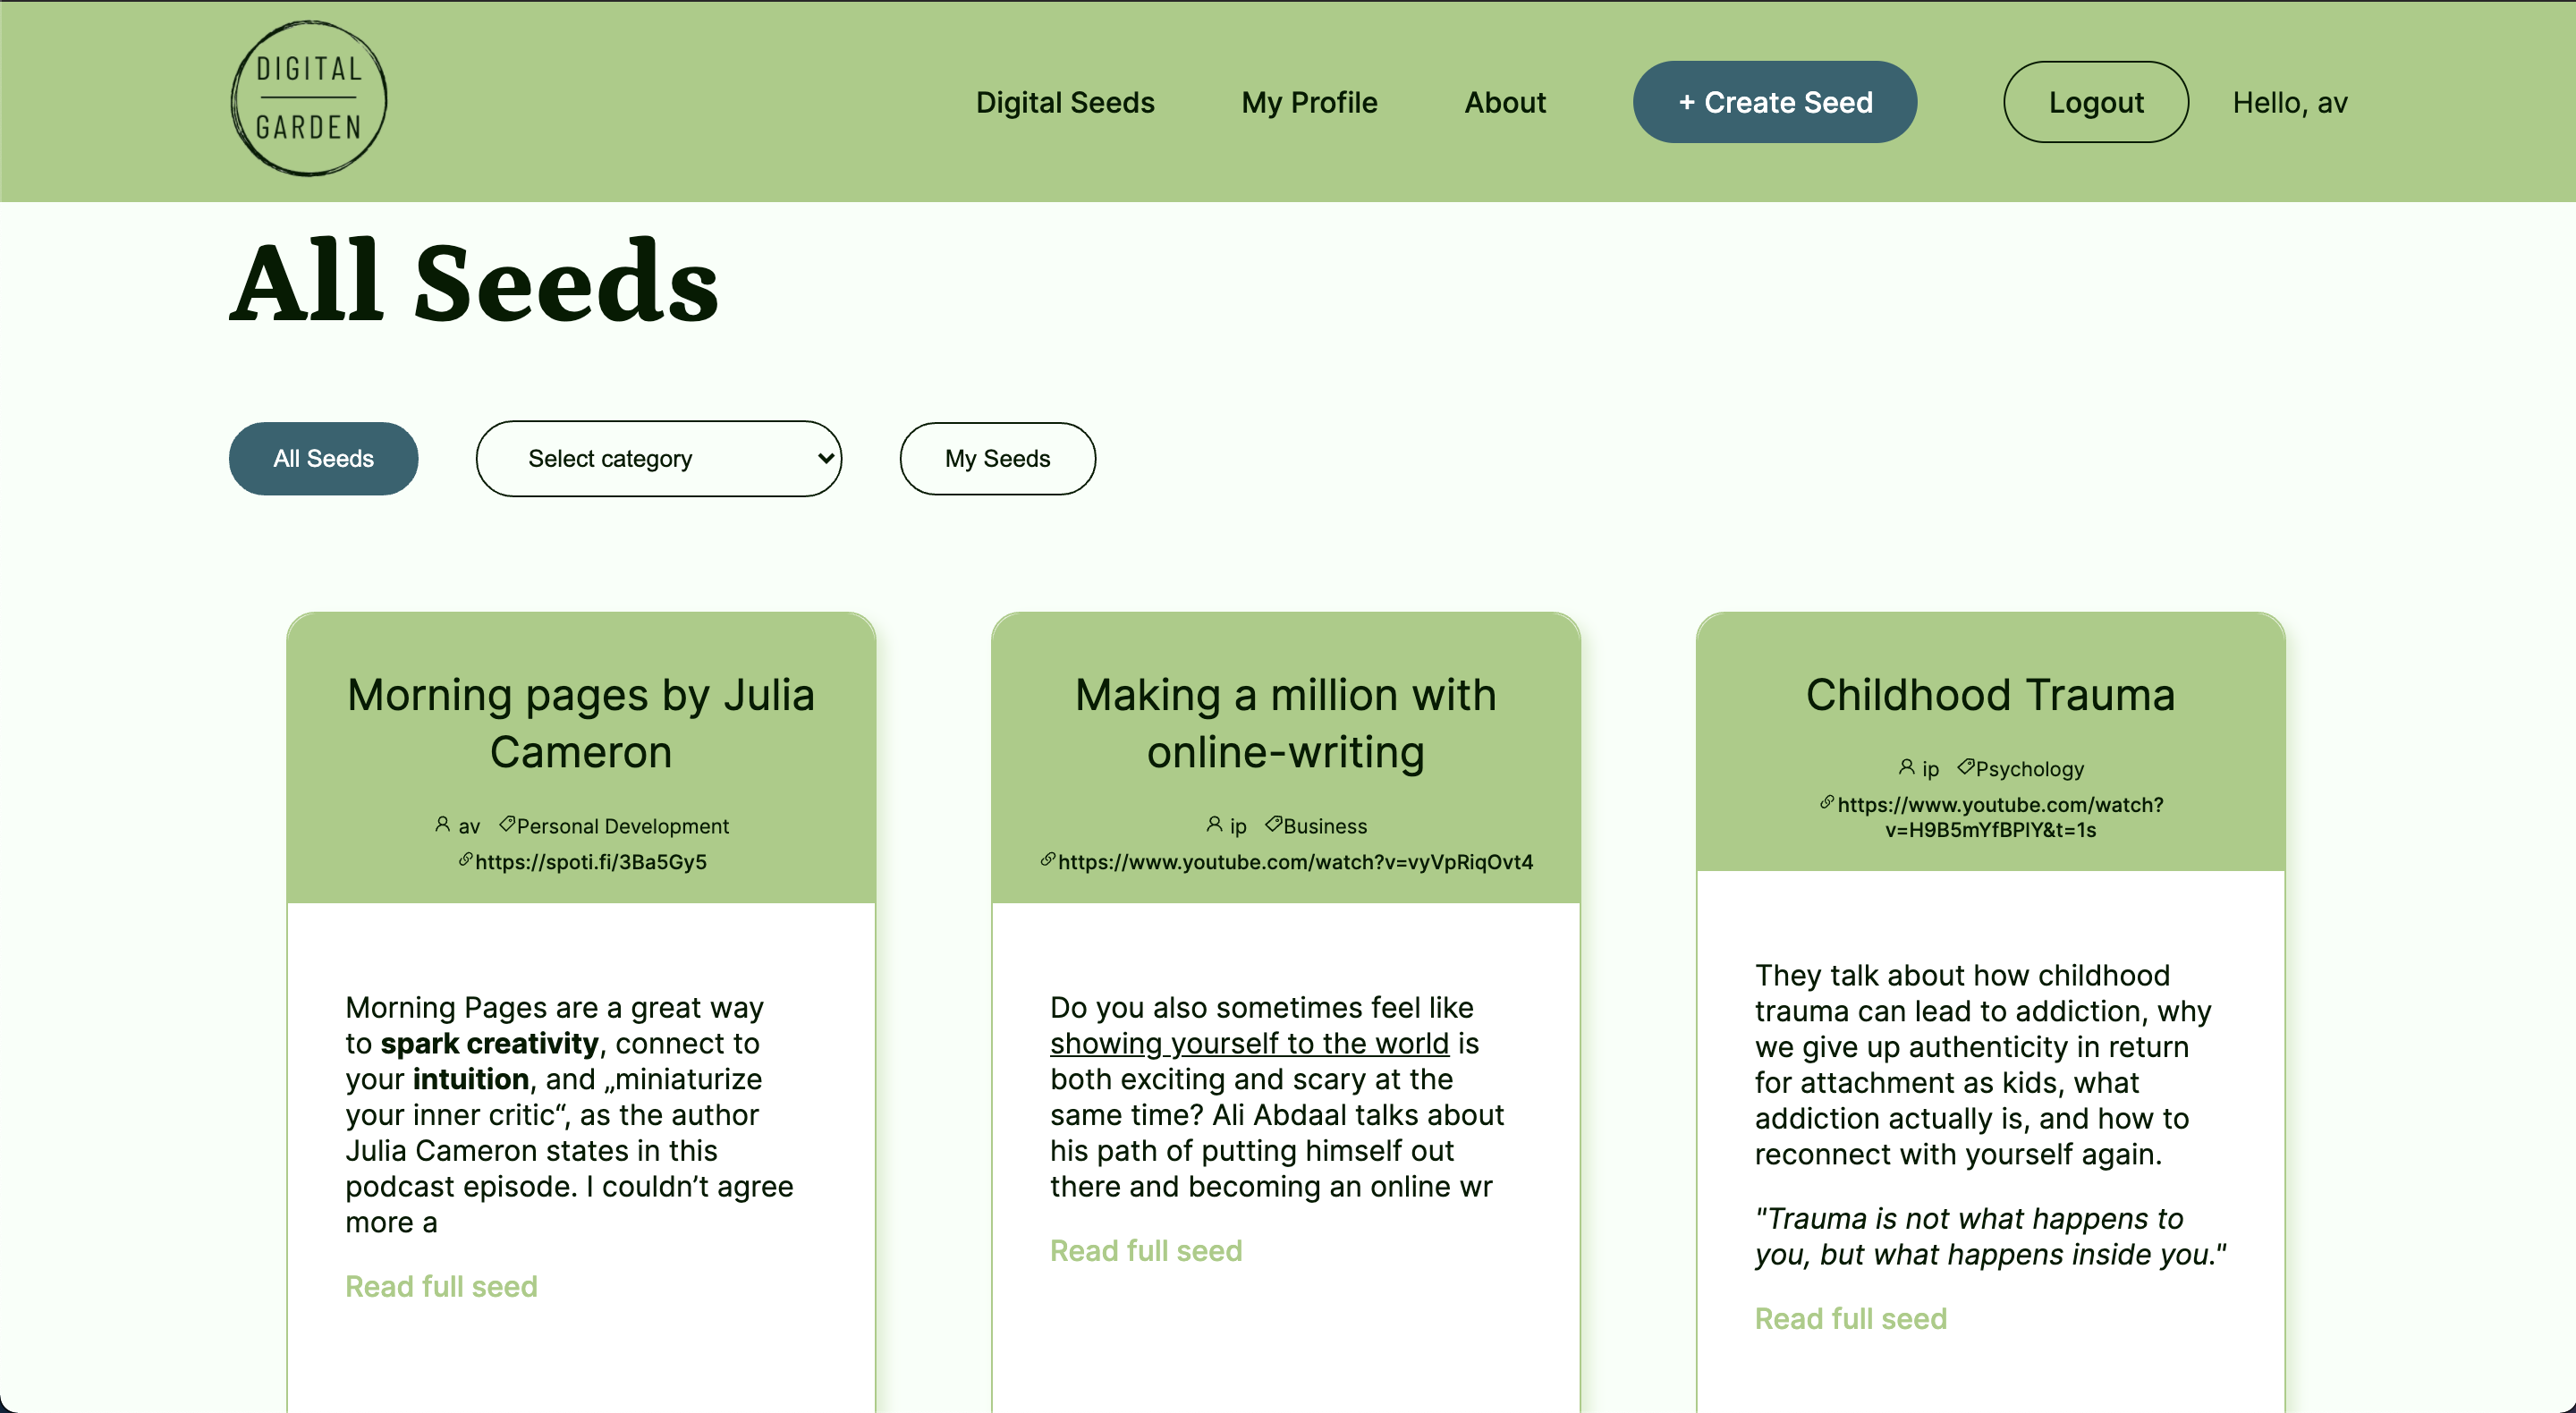 DIGITAL
GARDEN
Digital Seeds
My Profile
About
+ Create Seed
Logout
Hello, av
All Seeds
All Seeds
Select category
My Seeds
Morning pages by Julia
Cameron
av Personal Development
https://spoti.fi/3Ba5Gy5
Morning Pages are a great way
to spark creativity, connect to
your intuition, and „miniaturize
your inner critic“, as the author
Julia Cameron states in this
podcast episode. I couldn’t agree
more a
Read full seed
Making a million with
online-writing
ip Business
https://www.youtube.com/watch?v=vyVpRiqOvt4
Do you also sometimes feel like
showing yourself to the world is
both exciting and scary at the
same time? Ali Abdaal talks about
his path of putting himself out
there and becoming an online wr
Read full seed
Childhood Trauma
ip Psychology
https://www.youtube.com/watch?
v=H9B5mYfBPlY&t=1s
They talk about how childhood
trauma can lead to addiction, why
we give up authenticity in return
for attachment as kids, what
addiction actually is, and how to
reconnect with yourself again.
"Trauma is not what happens to
you, but what happens inside you."
Read full seed